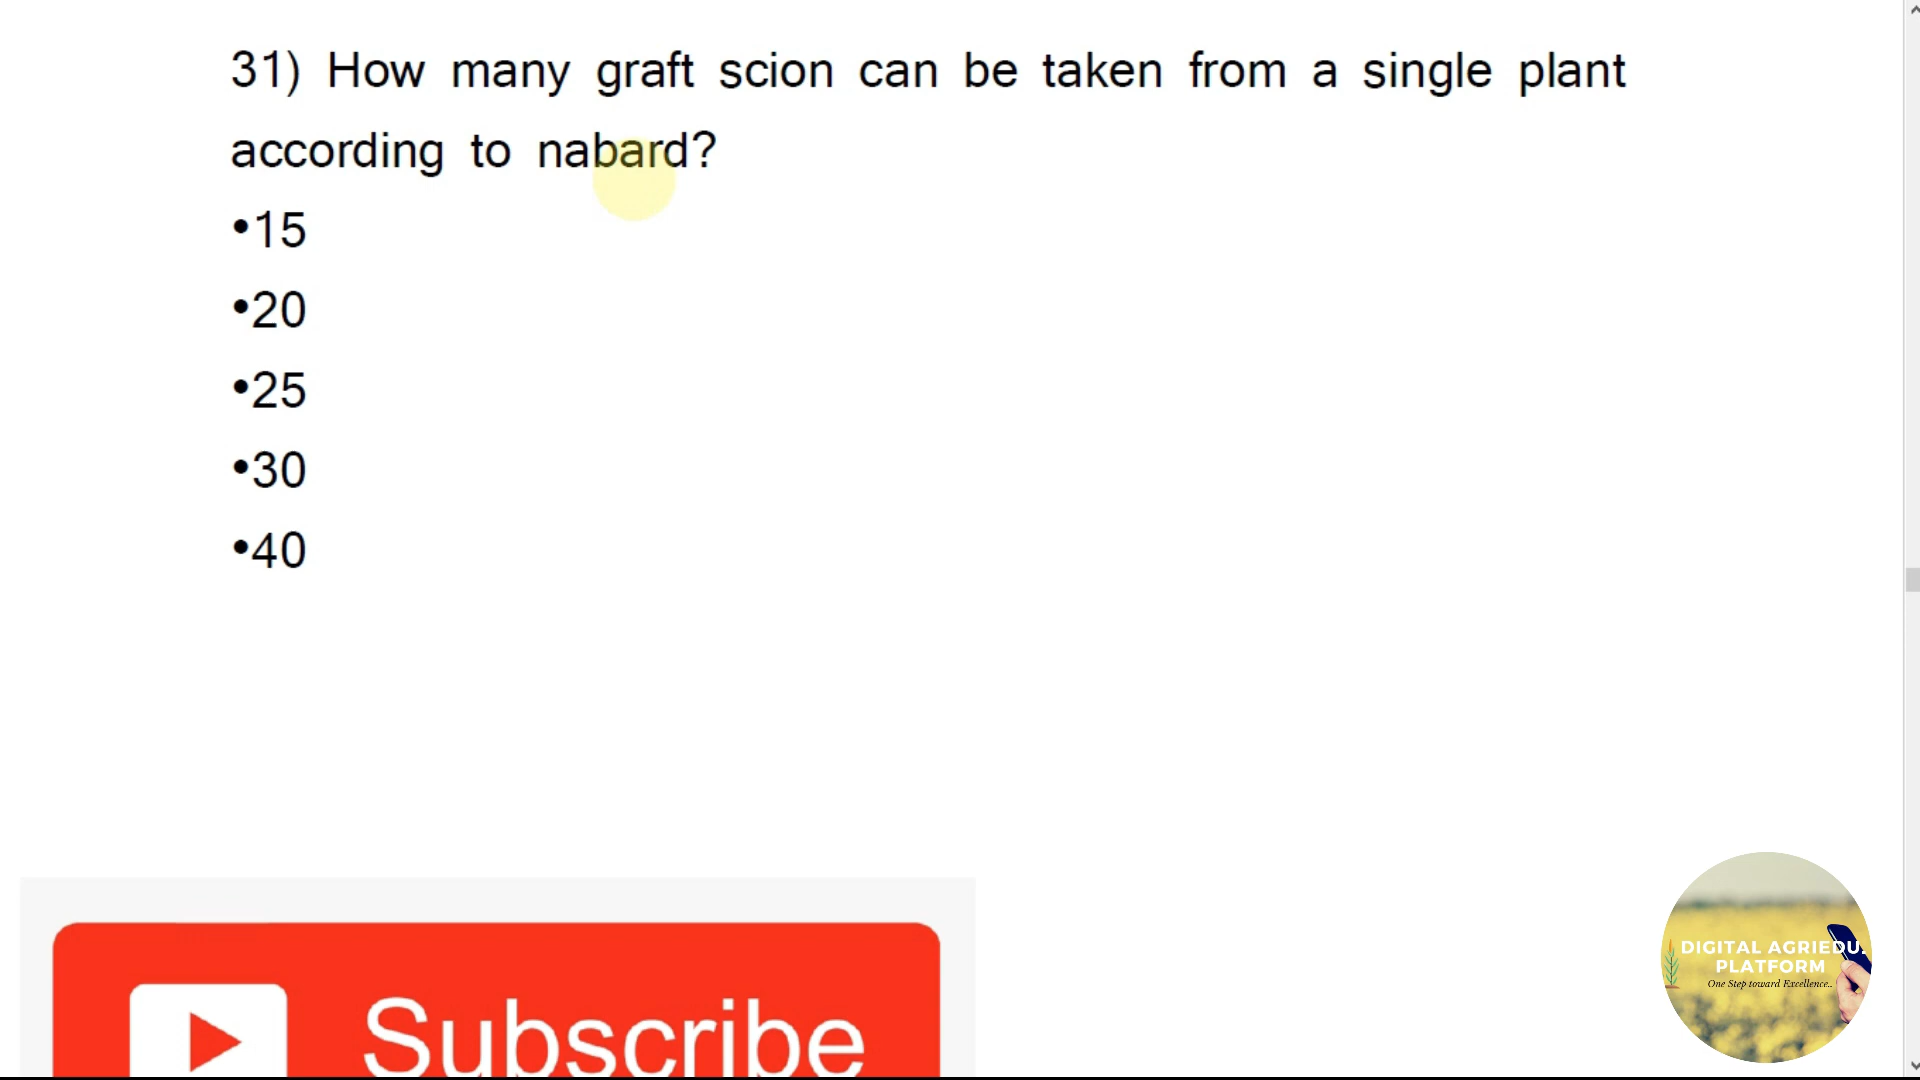 31) How many graft scion can be taken from a single plant
according to nabard?
•15
•20
•25
•30
•40
Subscribe
DIGITAL AGRIEDU.
PLATFORM
One Step toward Excellence..